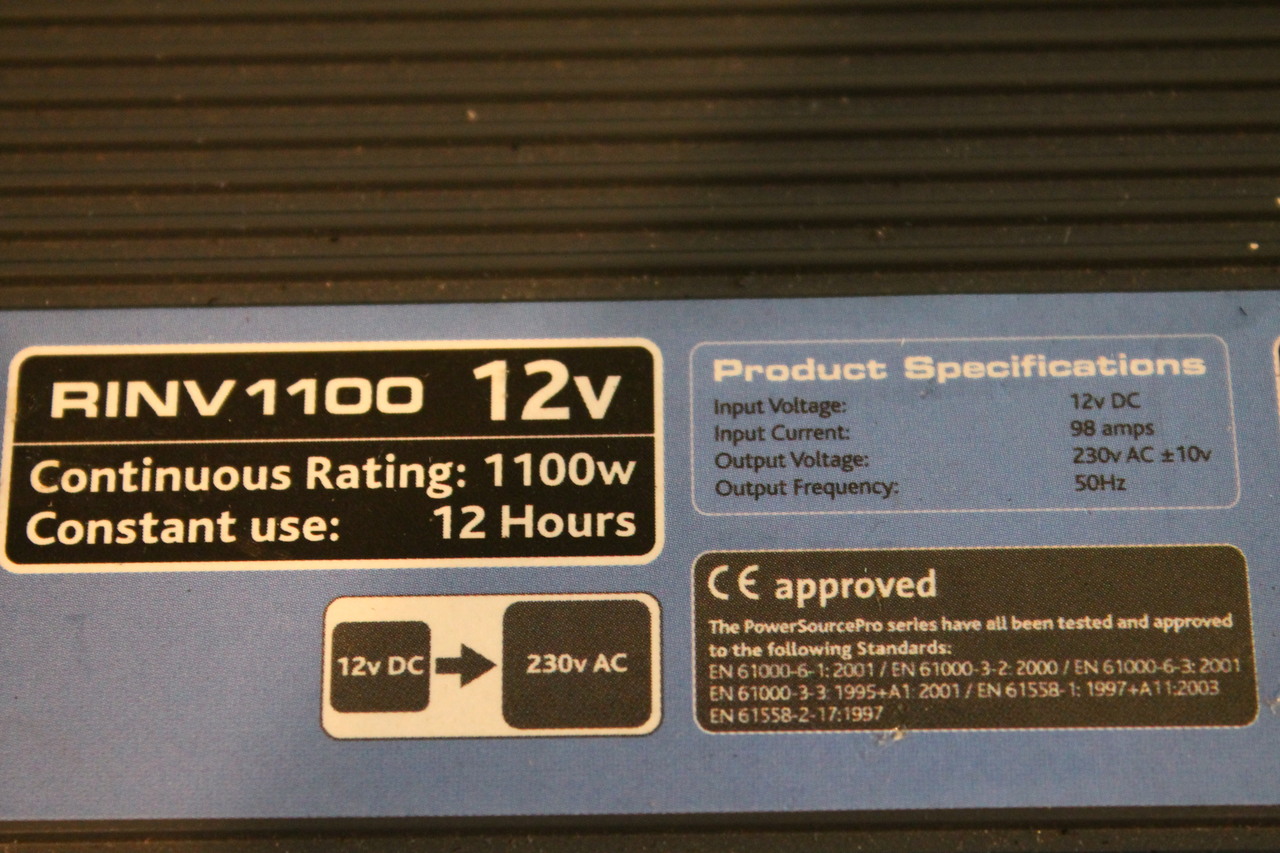 RINV1100 12v
Continuous Rating: 1100w
Constant use: 12 Hours
12v DC 230v AC
Product Specifications
Input Voltage: 12v DC
Input Current: 98 amps
Output Voltage: 230v AC ±10v
Output Frequency: 50Hz
CE approved
The PowerSourcePro series have all been tested and approved
to the following Standards:
EN 61000-6-1: 2001 / EN 61000-3-2: 2000 / EN 61000-6-3: 2001
EN 61000-3-3: 1995+A1: 2001 / EN 61558-1: 1997+A11:2003
EN 61558-2-17:1997